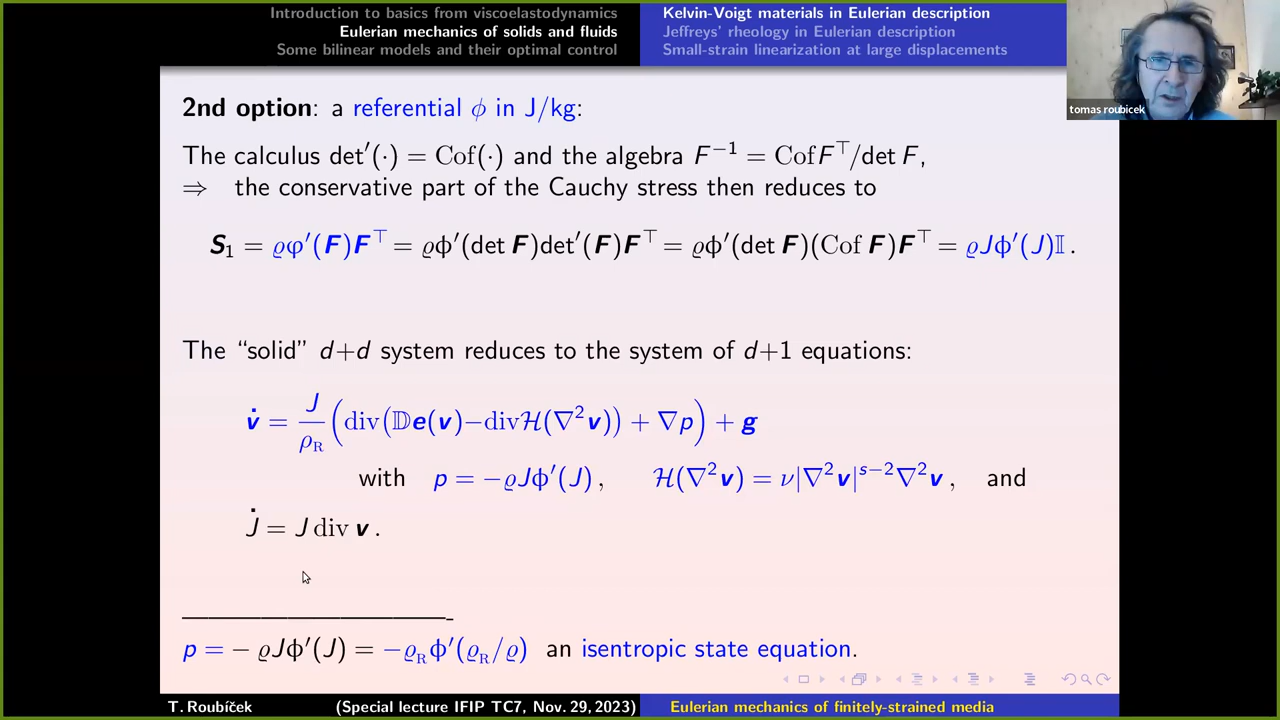 Introduction to basics from viscoelastodynamics
Eulerian mechanics of solids and fluids
Some bilinear models and their optimal control
Kelvin-Voigt materials in Eulerian description
Jeffreys' rheology in Eulerian description
Small-strain linearization at large displacements
tomas roubicek
2nd option: a referential ϕ in J/kg:
The calculus det′(·) = Cof(·) and the algebra F⁻¹ = Cof F⊤/det F,
⇒ the conservative part of the Cauchy stress then reduces to
S₁ = ϱφ′(F)F⊤ = ϱϕ′(det F)det′(F)F⊤ = ϱϕ′(det F)(Cof F)F⊤ = ϱJϕ′(J)𝕀 .
The “solid” d+d system reduces to the system of d+1 equations:
v̇ = J/ρ_R (div(𝔻e(v)−divℋ(∇²v)) + ∇p) + g
with p = −ϱJϕ′(J) , ℋ(∇²v) = ν|∇²v|ˢ⁻²∇²v , and
J̇ = J div v .
p = − ϱJϕ′(J) = −ϱ_Rϕ′(ϱ_R/ϱ) an isentropic state equation.
T. Roubíček (Special lecture IFIP TC7, Nov. 29, 2023) Eulerian mechanics of finitely-strained media